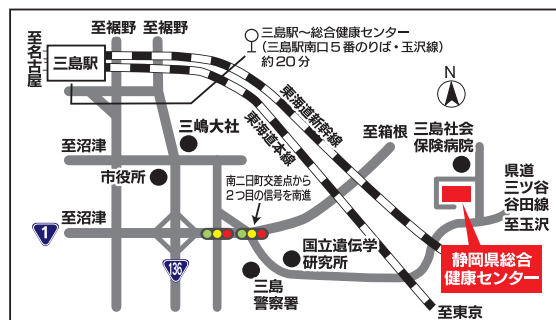 至裾野
至裾野
至名古屋
三島駅
三島駅〜総合健康センター
(三島駅南口5番のりば・玉沢線)
約20分
N
東海道新幹線
東海道本線
三嶋大社
至箱根
三島社会
保険病院
至沼津
市役所
南二日町交差点から
2つ目の信号を南進
県道
三ツ谷
谷田線
至玉沢
至沼津
1
136
国立遺伝学
研究所
静岡県総合
健康センター
三島
警察署
至東京